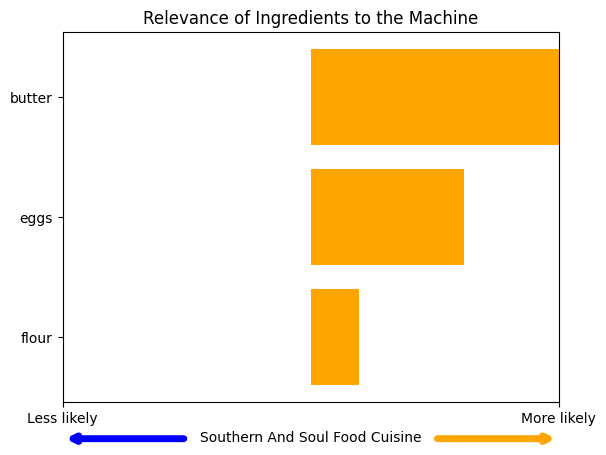 Relevance of Ingredients to the Machine
butter
eggs
flour
Less likely
More likely
Southern And Soul Food Cuisine